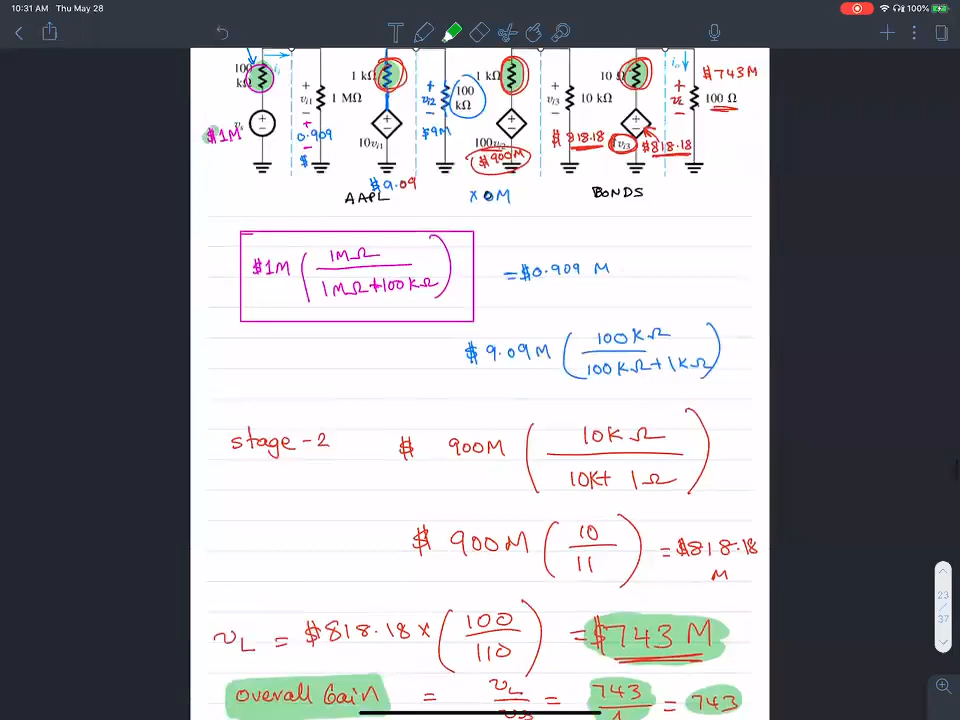 10:31 AM Thu May 28
100%
100 kΩ
i_i
+
v_i1
−
1 MΩ
1 kΩ
+
v_i2
−
100 kΩ
1 kΩ
+
v_i3
−
10 kΩ
10 Ω
i_o
$743M
+
v_L
−
100 Ω
$1M
+
0.909
−
$
10v_i1
$9M
$900M
$818.18
v_i3
$818.18
$9.09
AAPL
XOM
BONDS
$1M ( 1MΩ / 1MΩ+100KΩ )
= $0.909 M
$ 9.09M ( 100KΩ / 100KΩ+1KΩ )
stage-2 $ 900M ( 10KΩ / 10K+ 1Ω )
$ 900M ( 10 / 11 ) = $818.18 M
v_L = $818.18 × ( 100 / 110 ) = $743 M
overall Gain = v_L / = 743 / = 743
23 / 37